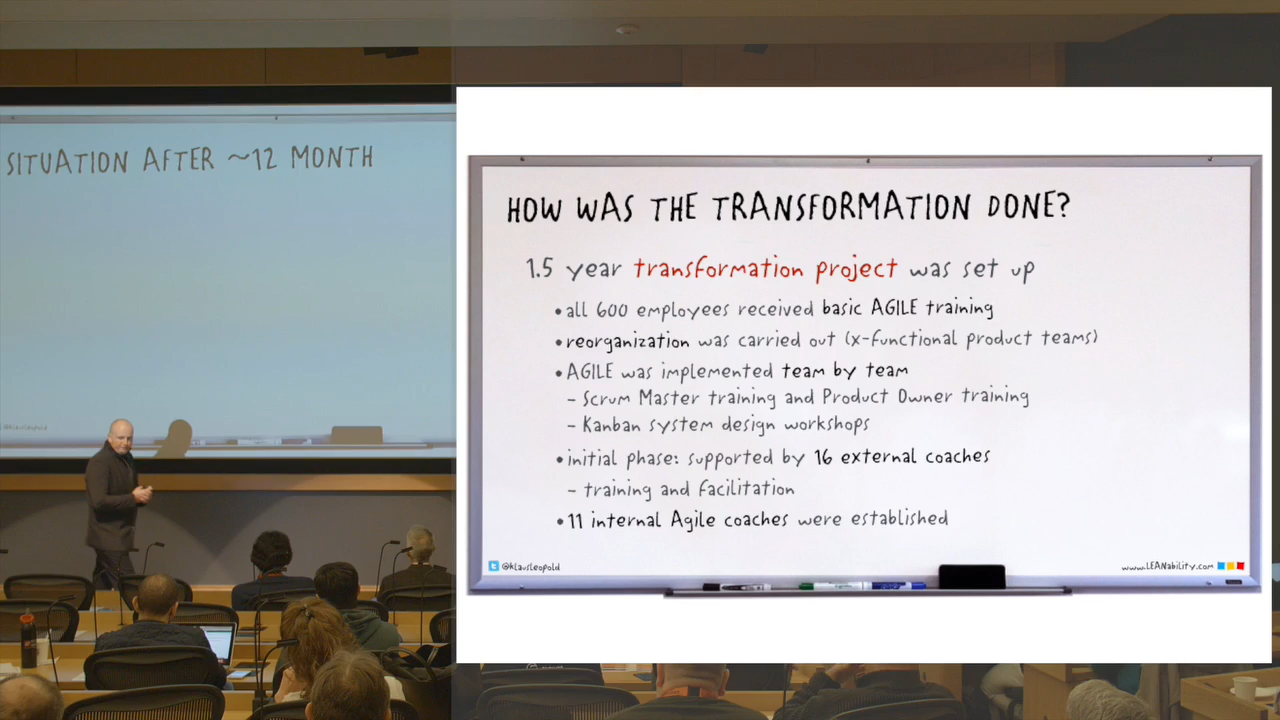 SITUATION AFTER ~12 MONTH
@klausleopold
HOW WAS THE TRANSFORMATION DONE?
1.5 year transformation project was set up
• all 600 employees received basic AGILE training
• reorganization was carried out (x-functional product teams)
• AGILE was implemented team by team
– Scrum Master training and Product Owner training
– Kanban system design workshops
• initial phase: supported by 16 external coaches
– training and facilitation
• 11 internal Agile coaches were established
@klausleopold
www.LEANability.com